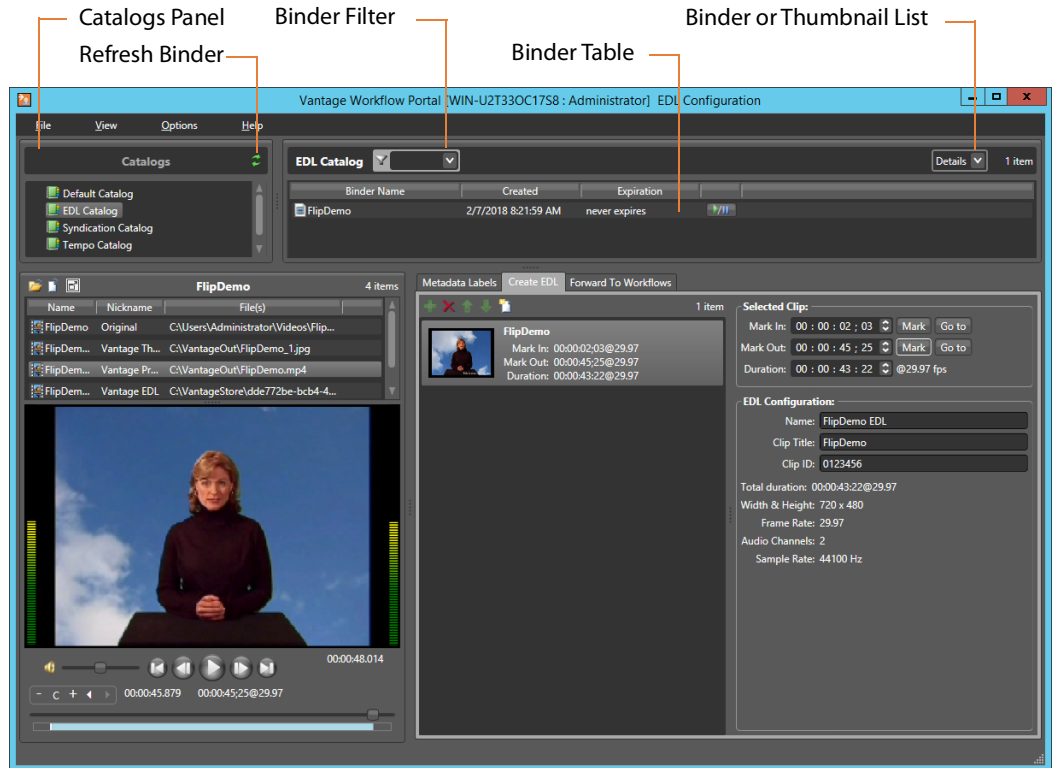 Catalogs Panel
Binder Filter
Binder or Thumbnail List
Refresh Binder
Binder Table
Vantage Workflow Portal [WIN-U2T33OC17S8 : Administrator] EDL Configuration
File View Options Help
Catalogs
EDL Catalog
Details
1 item
Default Catalog
EDL Catalog
Syndication Catalog
Tempo Catalog
Binder Name Created Expiration
FlipDemo 2/7/2018 8:21:59 AM never expires
FlipDemo
4 items
Name Nickname File(s)
FlipDemo Original C:\Users\Administrator\Videos\Flip...
FlipDem... Vantage Th... C:\VantageOut\FlipDemo_1.jpg
FlipDem... Vantage Pr... C:\VantageOut\FlipDemo.mp4
FlipDem... Vantage EDL C:\VantageStore\dde772be-bcb4-4...
00:00:48.014
- C +
00:00:45.879 00:00:45;25@29.97
Metadata Labels Create EDL Forward To Workflows
1 item
FlipDemo
Mark In: 00:00:02;03@29.97
Mark Out: 00:00:45;25@29.97
Duration: 00:00:43:22@29.97
Selected Clip:
Mark In: 00 : 00 : 02 ; 03 Mark Go to
Mark Out: 00 : 00 : 45 ; 25 Mark Go to
Duration: 00 : 00 : 43 : 22 @29.97 fps
EDL Configuration:
Name: FlipDemo EDL
Clip Title: FlipDemo
Clip ID: 0123456
Total duration: 00:00:43:22@29.97
Width & Height: 720 x 480
Frame Rate: 29.97
Audio Channels: 2
Sample Rate: 44100 Hz